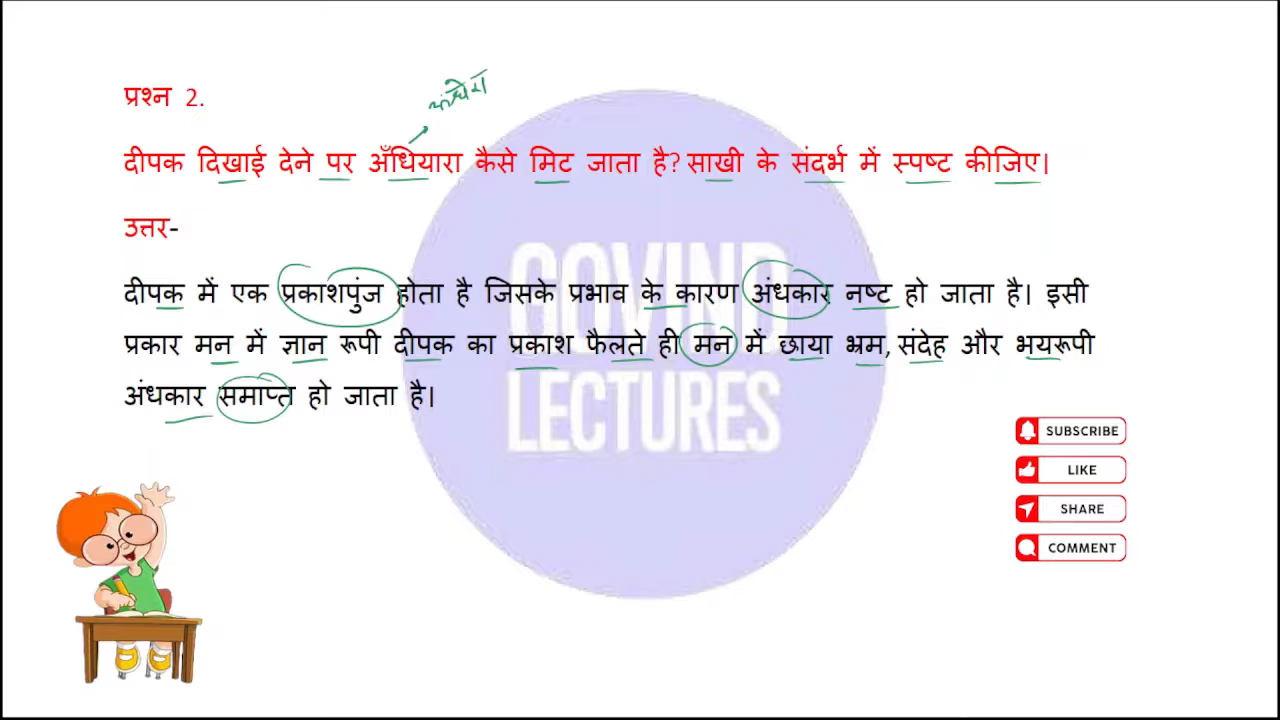 प्रश्न 2.
अंधेरा
दीपक दिखाई देने पर अँधियारा कैसे मिट जाता है? साखी के संदर्भ में स्पष्ट कीजिए।
उत्तर-
दीपक में एक प्रकाशपुंज होता है जिसके प्रभाव के कारण अंधकार नष्ट हो जाता है। इसी
प्रकार मन में ज्ञान रूपी दीपक का प्रकाश फैलते ही मन में छाया भ्रम, संदेह और भयरूपी
अंधकार समाप्त हो जाता है।
GOVIND
LECTURES
SUBSCRIBE
LIKE
SHARE
COMMENT